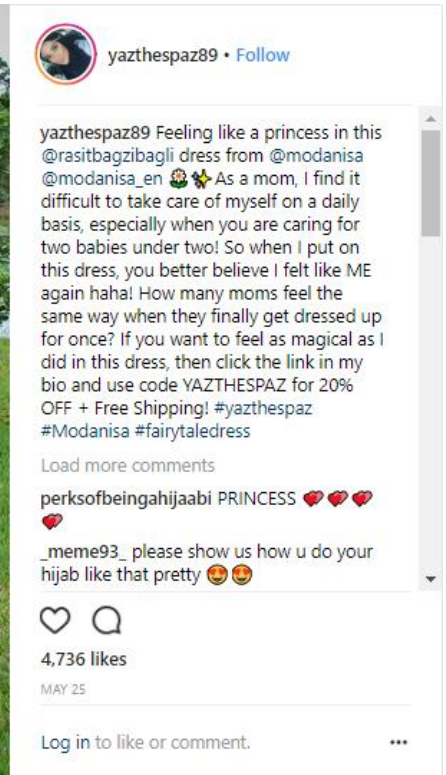 yazthespaz89 • Follow
yazthespaz89 Feeling like a princess in this
@rasitbagzibagli dress from @modanisa
@modanisa_en 🌼✨As a mom, I find it
difficult to take care of myself on a daily
basis, especially when you are caring for
two babies under two! So when I put on
this dress, you better believe I felt like ME
again haha! How many moms feel the
same way when they finally get dressed up
for once? If you want to feel as magical as I
did in this dress, then click the link in my
bio and use code YAZTHESPAZ for 20%
OFF + Free Shipping! #yazthespaz
#Modanisa #fairytaledress
Load more comments
perksofbeingahijaabi PRINCESS 💕💕💕
💕
_meme93_ please show us how u do your
hijab like that pretty 😍😍
4,736 likes
MAY 25
Log in to like or comment.